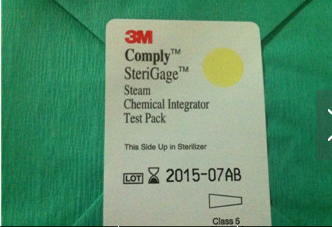 3M
Comply™
SteriGage™
Steam
Chemical Integrator
Test Pack
This Side Up in Sterilizer
LOT 2015-07AB
Class 5